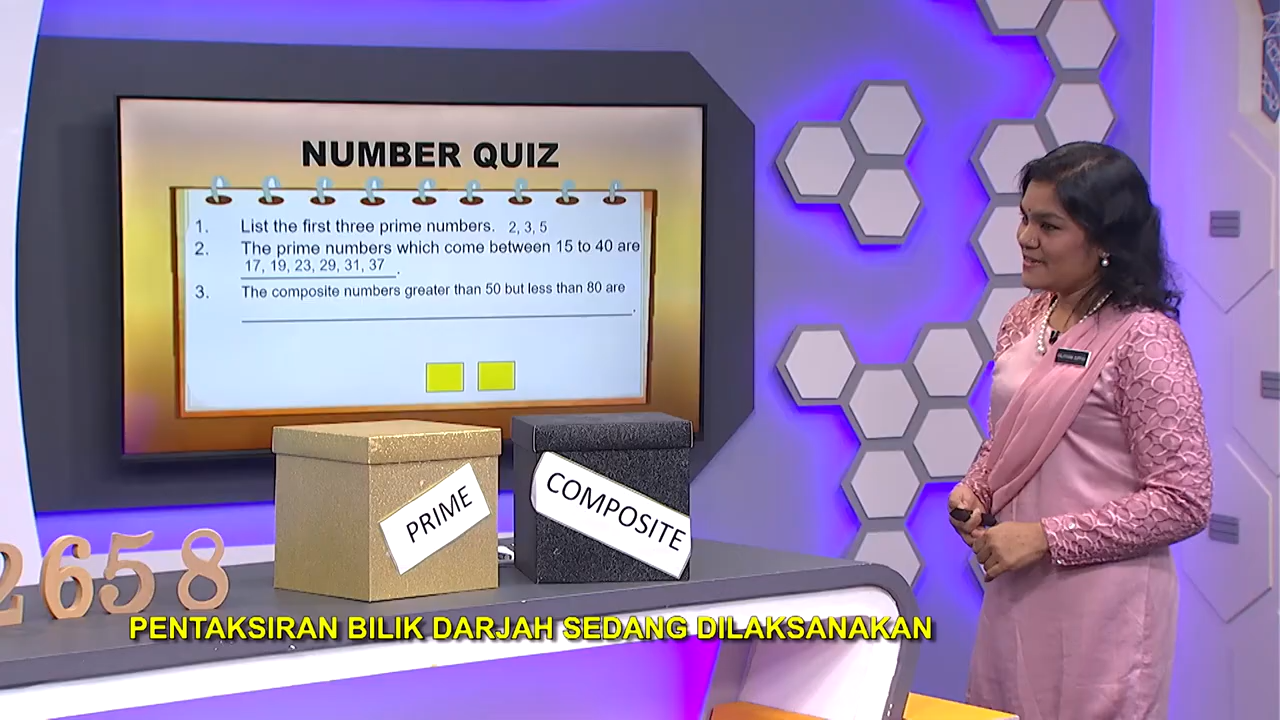 NUMBER QUIZ
1. List the first three prime numbers. 2, 3, 5
2. The prime numbers which come between 15 to 40 are
17, 19, 23, 29, 31, 37 .
3. The composite numbers greater than 50 but less than 80 are
.
PRIME
COMPOSITE
2658
PENTAKSIRAN BILIK DARJAH SEDANG DILAKSANAKAN